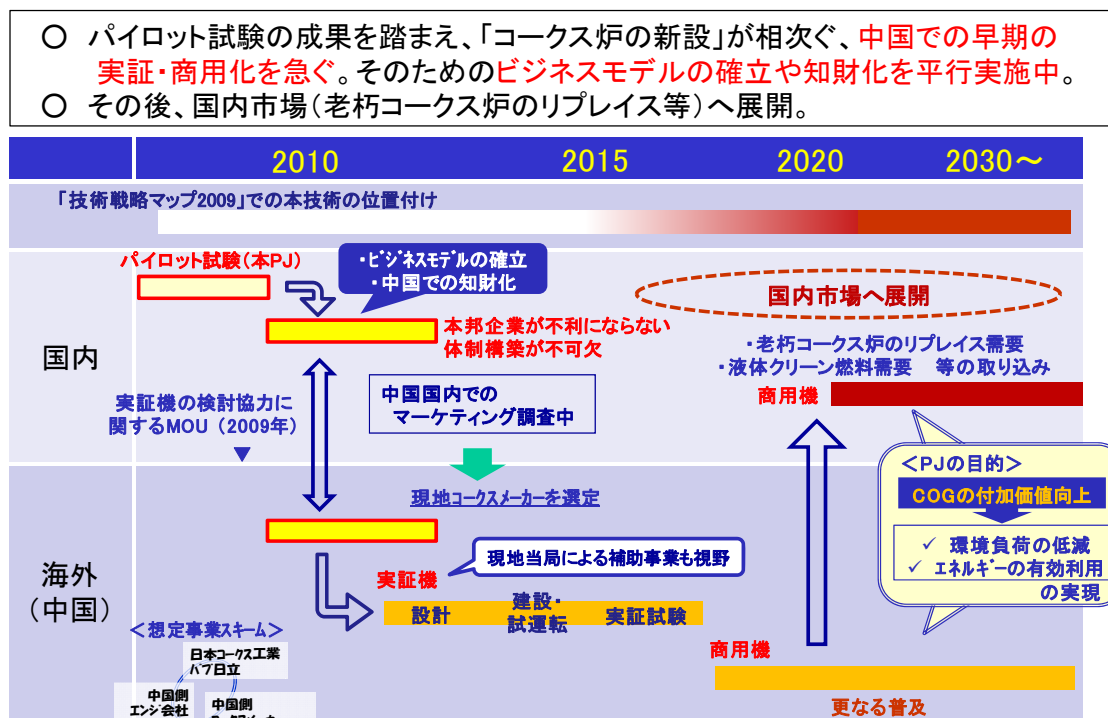 ○ パイロット試験の成果を踏まえ、「コークス炉の新設」が相次ぐ、中国での早期の
実証・商用化を急ぐ。そのためのビジネスモデルの確立や知財化を平行実施中。
○ その後、国内市場(老朽コークス炉のリプレイス等)へ展開。
2010 2015 2020 2030～
「技術戦略マップ2009」での本技術の位置付け
パイロット試験(本PJ)
・ビジネスモデルの確立
・中国での知財化
国内市場へ展開
本邦企業が不利にならない
体制構築が不可欠
国内
・老朽コークス炉のリプレイス需要
・液体クリーン燃料需要 等の取り込み
商用機
中国国内での
マーケティング調査中
実証機の検討協力に
関するMOU (2009年)
＜PJの目的＞
COGの付加価値向上
✓ 環境負荷の低減
✓ エネルギーの有効利用
の実現
現地コークスメーカーを選定
海外
(中国)
現地当局による補助事業も視野
実証機
設計
建設・
試運転
実証試験
＜想定事業スキーム＞
日本コークス工業
バブ日立
中国側
エンジ会社
中国側
商用機
更なる普及